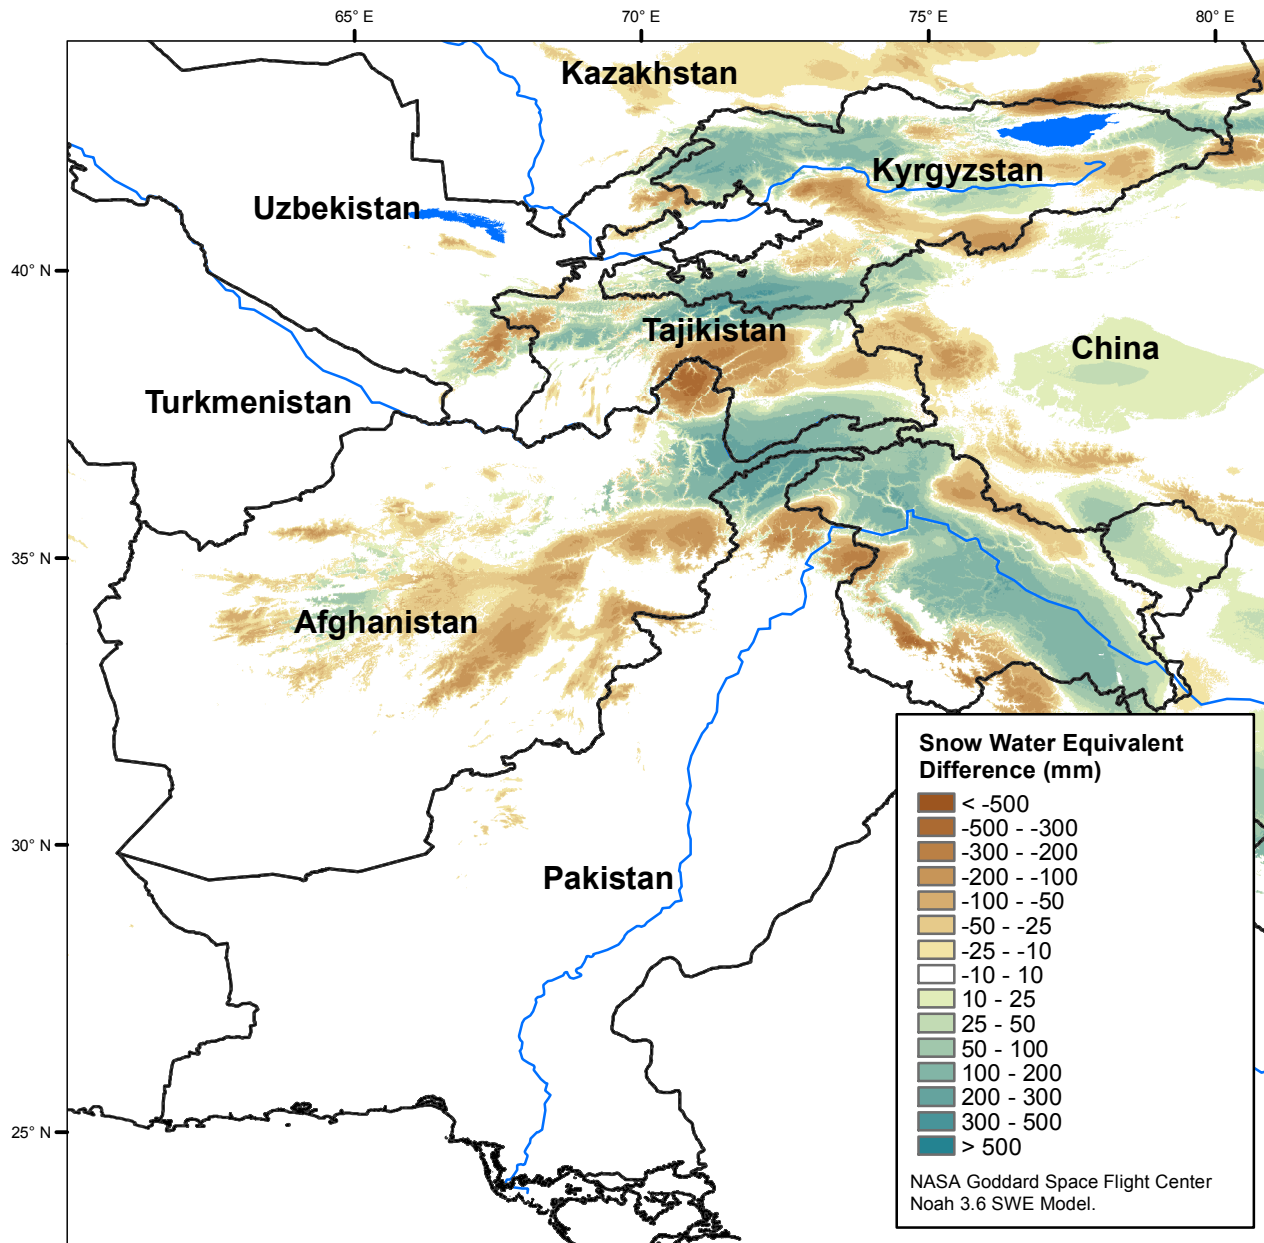 65° E
70° E
75° E
80° E
Kazakhstan
Kyrgyzstan
Uzbekistan
40° N
Tajikistan
China
Turkmenistan
35° N
Afghanistan
Snow Water Equivalent
Difference (mm)
< -500
-500 - -300
-300 - -200
-200 - -100
-100 - -50
-50 - -25
-25 - -10
-10 - 10
10 - 25
25 - 50
50 - 100
100 - 200
200 - 300
300 - 500
> 500
NASA Goddard Space Flight Center
Noah 3.6 SWE Model.
30° N
Pakistan
25° N